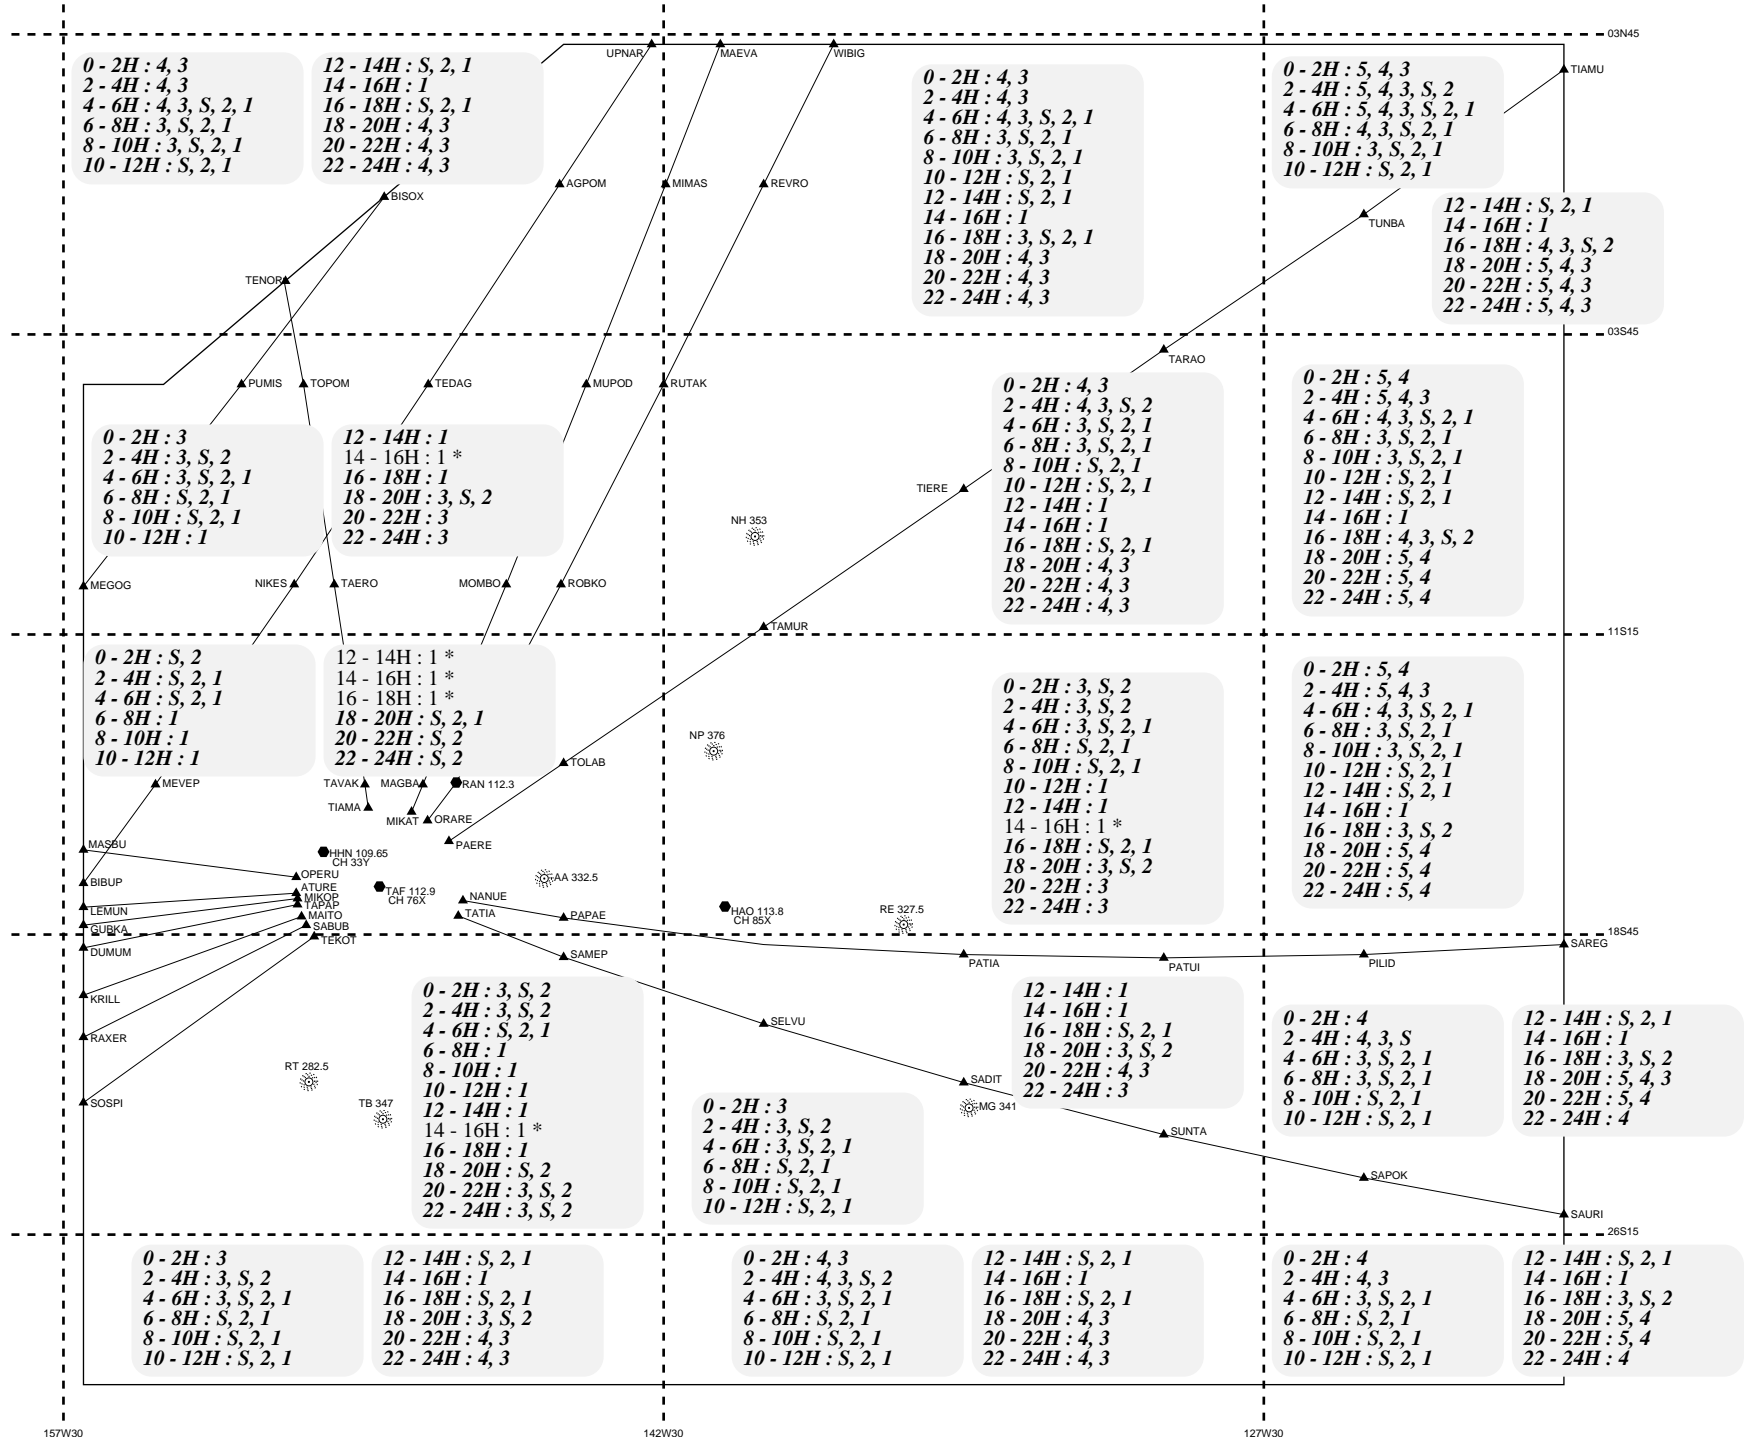 03N45
UPNAR
MAEVA
WIBIG
TIAMU
0 - 2H : 4, 3
2 - 4H : 4, 3
4 - 6H : 4, 3, S, 2, 1
6 - 8H : 3, S, 2, 1
8 - 10H : 3, S, 2, 1
10 - 12H : S, 2, 1
12 - 14H : S, 2, 1
14 - 16H : 1
16 - 18H : S, 2, 1
18 - 20H : 4, 3
20 - 22H : 4, 3
22 - 24H : 4, 3
0 - 2H : 4, 3
2 - 4H : 4, 3
4 - 6H : 4, 3, S, 2, 1
6 - 8H : 3, S, 2, 1
8 - 10H : 3, S, 2, 1
10 - 12H : S, 2, 1
12 - 14H : S, 2, 1
14 - 16H : 1
16 - 18H : 3, S, 2, 1
18 - 20H : 4, 3
20 - 22H : 4, 3
22 - 24H : 4, 3
0 - 2H : 5, 4, 3
2 - 4H : 5, 4, 3, S, 2
4 - 6H : 5, 4, 3, S, 2, 1
6 - 8H : 4, 3, S, 2, 1
8 - 10H : 3, S, 2, 1
10 - 12H : S, 2, 1
12 - 14H : S, 2, 1
14 - 16H : 1
16 - 18H : 4, 3, S, 2
18 - 20H : 5, 4, 3
20 - 22H : 5, 4, 3
22 - 24H : 5, 4, 3
BISOX
AGPOM
MIMAS
REVRO
TUNBA
TENOR
03S45
TARAO
PUMIS
TOPOM
TEDAG
MUPOD
RUTAK
0 - 2H : 3
2 - 4H : 3, S, 2
4 - 6H : 3, S, 2, 1
6 - 8H : S, 2, 1
8 - 10H : S, 2, 1
10 - 12H : 1
12 - 14H : 1
14 - 16H : 1 *
16 - 18H : 1
18 - 20H : 3, S, 2
20 - 22H : 3
22 - 24H : 3
0 - 2H : 4, 3
2 - 4H : 4, 3, S, 2
4 - 6H : 3, S, 2, 1
6 - 8H : 3, S, 2, 1
8 - 10H : S, 2, 1
10 - 12H : S, 2, 1
12 - 14H : 1
14 - 16H : 1
16 - 18H : S, 2, 1
18 - 20H : 4, 3
20 - 22H : 4, 3
22 - 24H : 4, 3
0 - 2H : 5, 4
2 - 4H : 5, 4, 3
4 - 6H : 4, 3, S, 2, 1
6 - 8H : 3, S, 2, 1
8 - 10H : 3, S, 2, 1
10 - 12H : S, 2, 1
12 - 14H : S, 2, 1
14 - 16H : 1
16 - 18H : 4, 3, S, 2
18 - 20H : 5, 4
20 - 22H : 5, 4
22 - 24H : 5, 4
TIERE
NH 353
MEGOG
NIKES
TAERO
MOMBO
ROBKO
TAMUR
11S15
0 - 2H : S, 2
2 - 4H : S, 2, 1
4 - 6H : S, 2, 1
6 - 8H : 1
8 - 10H : 1
10 - 12H : 1
12 - 14H : 1 *
14 - 16H : 1 *
16 - 18H : 1 *
18 - 20H : S, 2, 1
20 - 22H : S, 2
22 - 24H : S, 2
0 - 2H : 3, S, 2
2 - 4H : 3, S, 2
4 - 6H : 3, S, 2, 1
6 - 8H : S, 2, 1
8 - 10H : S, 2, 1
10 - 12H : 1
12 - 14H : 1
14 - 16H : 1 *
16 - 18H : S, 2, 1
18 - 20H : 3, S, 2
20 - 22H : 3
22 - 24H : 3
0 - 2H : 5, 4
2 - 4H : 5, 4, 3
4 - 6H : 4, 3, S, 2, 1
6 - 8H : 3, S, 2, 1
8 - 10H : 3, S, 2, 1
10 - 12H : S, 2, 1
12 - 14H : S, 2, 1
14 - 16H : 1
16 - 18H : 3, S, 2
18 - 20H : 5, 4
20 - 22H : 5, 4
22 - 24H : 5, 4
NP 376
TOLAB
MEVEP
TAVAK
MAGBA
RAN 112.3
TIAMA
MIKAT
ORARE
PAERE
MASBU
HHN 109.65
CH 33Y
OPERU
BIBUP
ATURE
MIKOP
TAPAP
TAF 112.9
CH 76X
AA 332.5
NANUE
LEMUN
MAITO
TATIA
PAPAE
HAO 113.8
CH 85X
RE 327.5
GUBKA
SABUB
TEKOT
18S45
DUMUM
SAMEP
PATIA
PATUI
PILID
SAREG
KRILL
RAXER
SELVU
RT 282.5
SADIT
SOSPI
TB 347
MG 341
SUNTA
SAPOK
SAURI
0 - 2H : 3, S, 2
2 - 4H : 3, S, 2
4 - 6H : S, 2, 1
6 - 8H : 1
8 - 10H : 1
10 - 12H : 1
12 - 14H : 1
14 - 16H : 1 *
16 - 18H : 1
18 - 20H : S, 2
20 - 22H : 3, S, 2
22 - 24H : 3, S, 2
0 - 2H : 3
2 - 4H : 3, S, 2
4 - 6H : 3, S, 2, 1
6 - 8H : S, 2, 1
8 - 10H : S, 2, 1
10 - 12H : S, 2, 1
12 - 14H : 1
14 - 16H : 1
16 - 18H : S, 2, 1
18 - 20H : 3, S, 2
20 - 22H : 4, 3
22 - 24H : 3
0 - 2H : 4
2 - 4H : 4, 3, S
4 - 6H : 3, S, 2, 1
6 - 8H : 3, S, 2, 1
8 - 10H : S, 2, 1
10 - 12H : S, 2, 1
12 - 14H : S, 2, 1
14 - 16H : 1
16 - 18H : 3, S, 2
18 - 20H : 5, 4, 3
20 - 22H : 5, 4
22 - 24H : 4
26S15
0 - 2H : 3
2 - 4H : 3, S, 2
4 - 6H : 3, S, 2, 1
6 - 8H : S, 2, 1
8 - 10H : S, 2, 1
10 - 12H : S, 2, 1
12 - 14H : S, 2, 1
14 - 16H : 1
16 - 18H : S, 2, 1
18 - 20H : 3, S, 2
20 - 22H : 4, 3
22 - 24H : 4, 3
0 - 2H : 4, 3
2 - 4H : 4, 3, S, 2
4 - 6H : 3, S, 2, 1
6 - 8H : S, 2, 1
8 - 10H : S, 2, 1
10 - 12H : S, 2, 1
12 - 14H : S, 2, 1
14 - 16H : 1
16 - 18H : S, 2, 1
18 - 20H : 4, 3
20 - 22H : 4, 3
22 - 24H : 4, 3
0 - 2H : 4
2 - 4H : 4, 3
4 - 6H : 3, S, 2, 1
6 - 8H : S, 2, 1
8 - 10H : S, 2, 1
10 - 12H : S, 2, 1
12 - 14H : S, 2, 1
14 - 16H : 1
16 - 18H : 3, S, 2
18 - 20H : 5, 4
20 - 22H : 5, 4
22 - 24H : 4
157W30
142W30
127W30